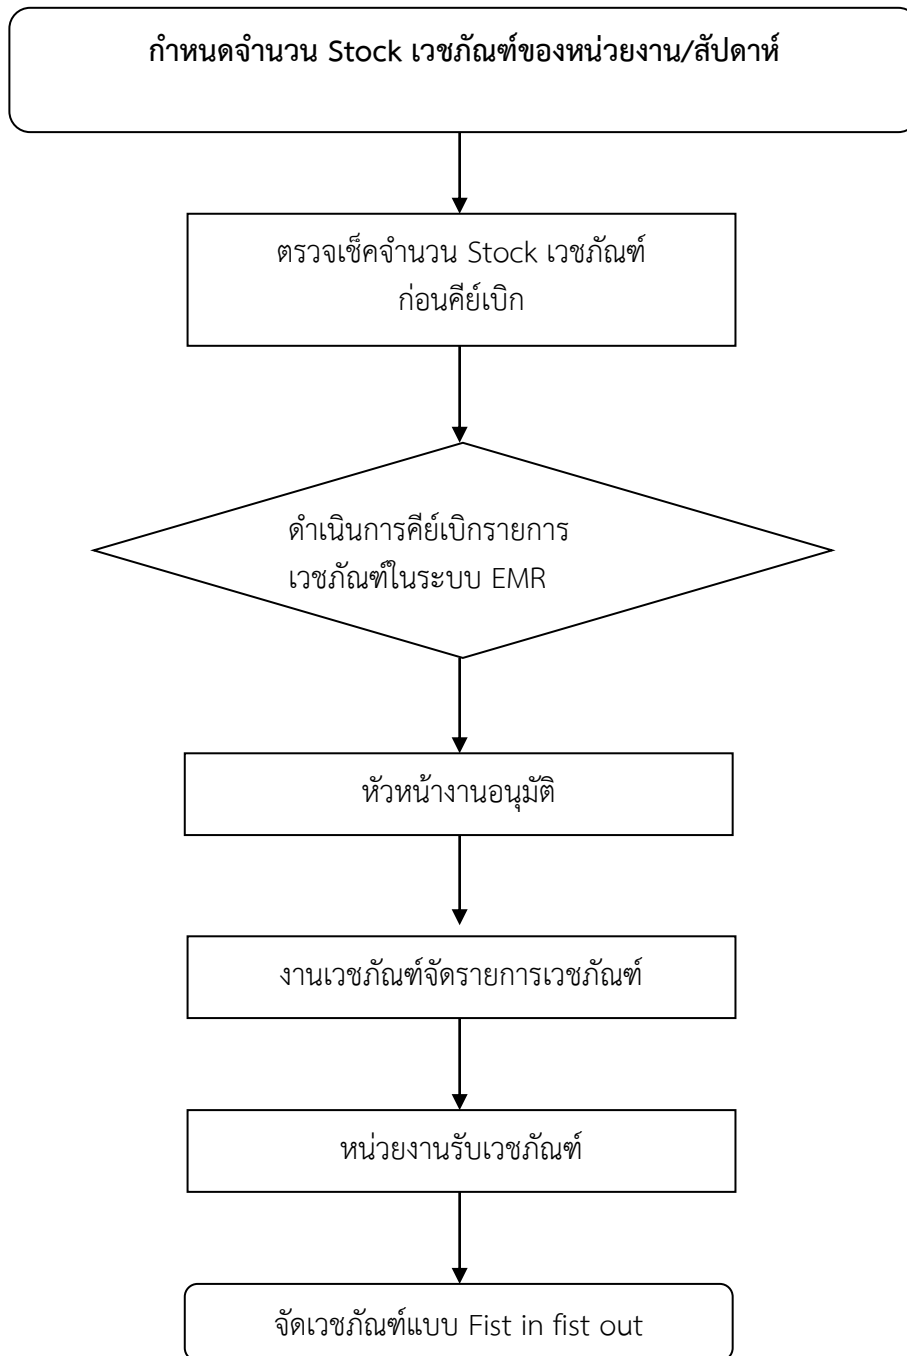 กำหนดจำนวน Stock เวชภัณฑ์ของหน่วยงาน/สัปดาห์
ตรวจเช็คจำนวน Stock เวชภัณฑ์
ก่อนคีย์เบิก
ดำเนินการคีย์เบิกรายการ
เวชภัณฑ์ในระบบ EMR
หัวหน้างานอนุมัติ
งานเวชภัณฑ์จัดรายการเวชภัณฑ์
หน่วยงานรับเวชภัณฑ์
จัดเวชภัณฑ์แบบ Fist in fist out